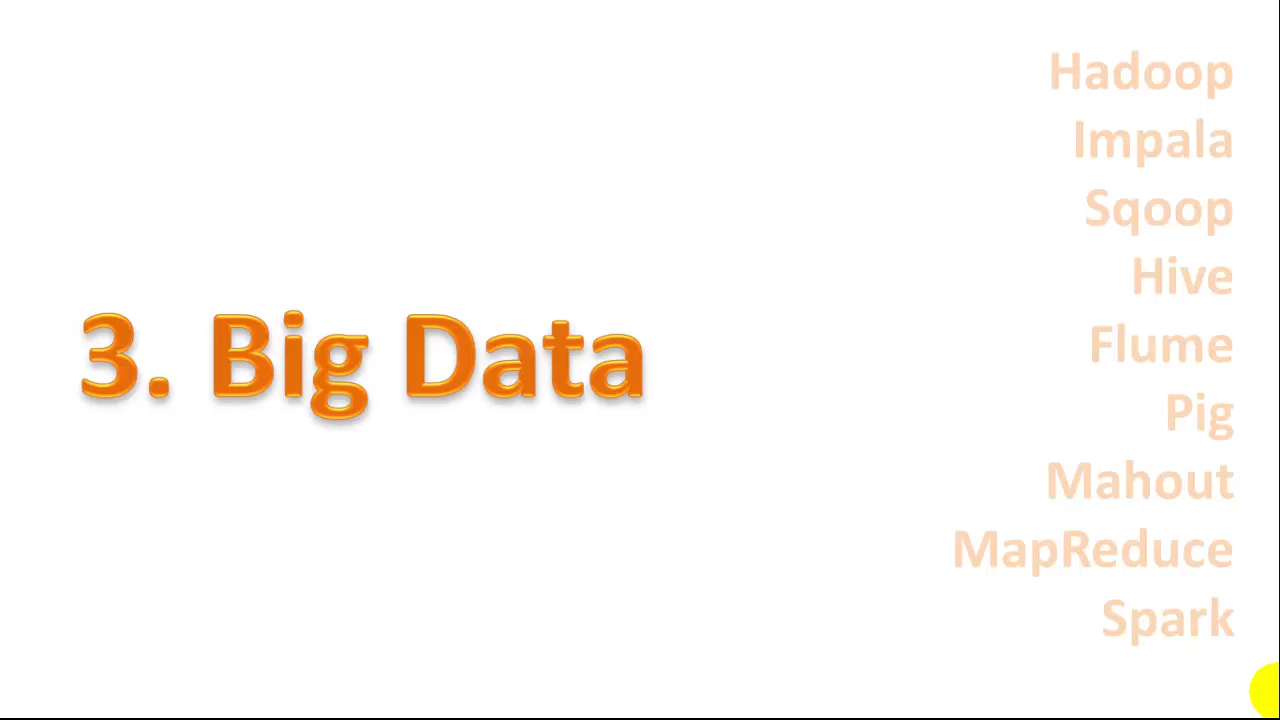 3. Big Data
Hadoop
Impala
Sqoop
Hive
Flume
Pig
Mahout
MapReduce
Spark